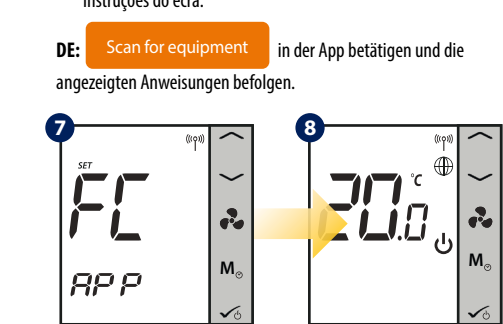 instruções do ecrã.
DE: Scan for equipment in der App betätigen und die
angezeigten Anweisungen befolgen.
7 8
SET
FC
APP
M
20.0 °C
M